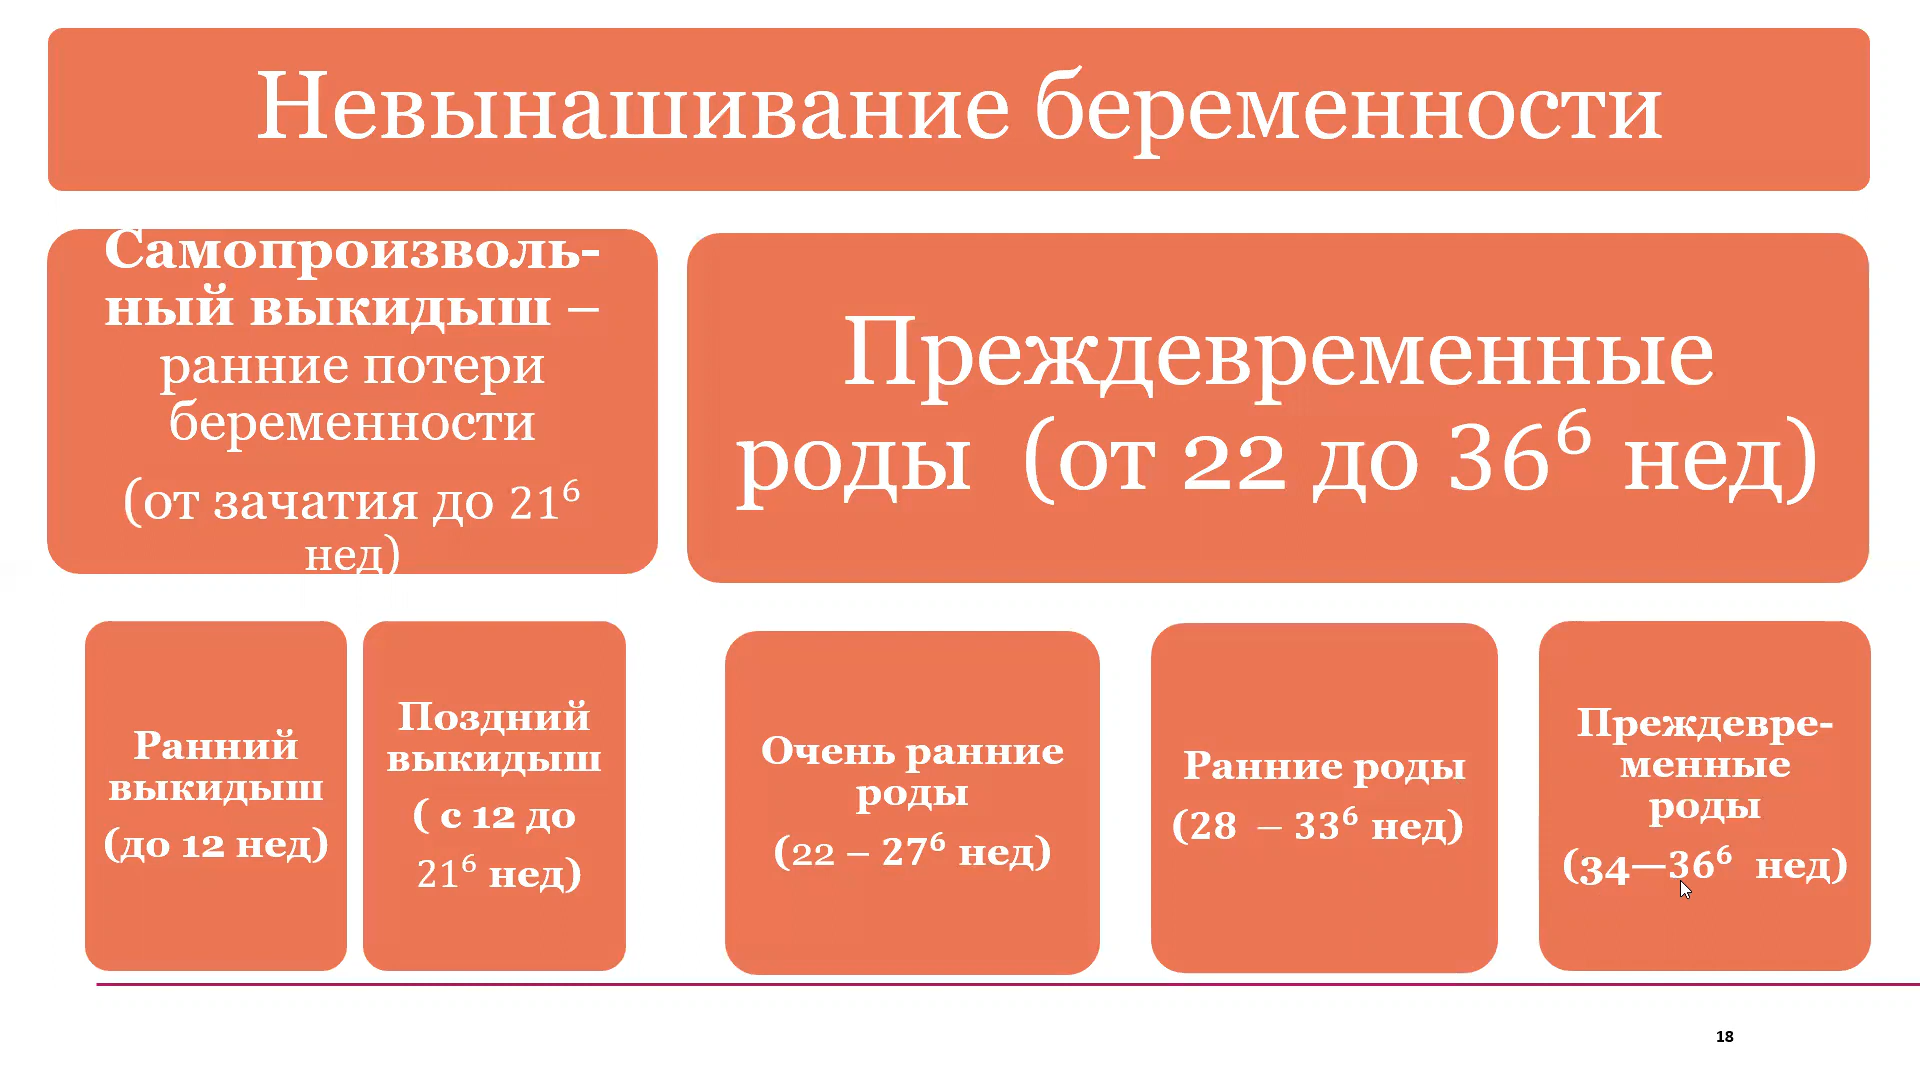 Невынашивание беременности
Самопроизволь-
ный выкидыш –
ранние потери
беременности
(от зачатия до 21⁶
нед)
Преждевременные
роды (от 22 до 36⁶ нед)
Ранний
выкидыш
(до 12 нед)
Поздний
выкидыш
( с 12 до
21⁶ нед)
Очень ранние
роды
(22 – 27⁶ нед)
Ранние роды
(28 – 33⁶ нед)
Преждевре-
менные
роды
(34—36⁶ нед)
18